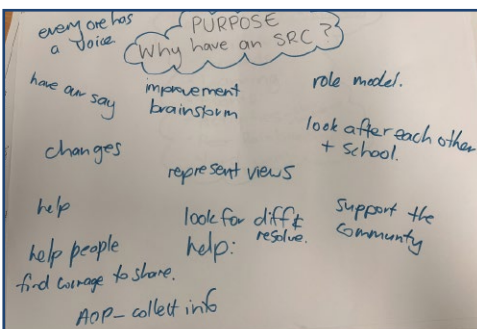 everyone has
a voice
PURPOSE
Why have an SRC?
have our say
improvement
brainstorm
role model.
changes
represent views
look after each other
+ school.
help
look for diff &
resolve.
help:
support the
community
help people
find courage to share.
AOP - collect info